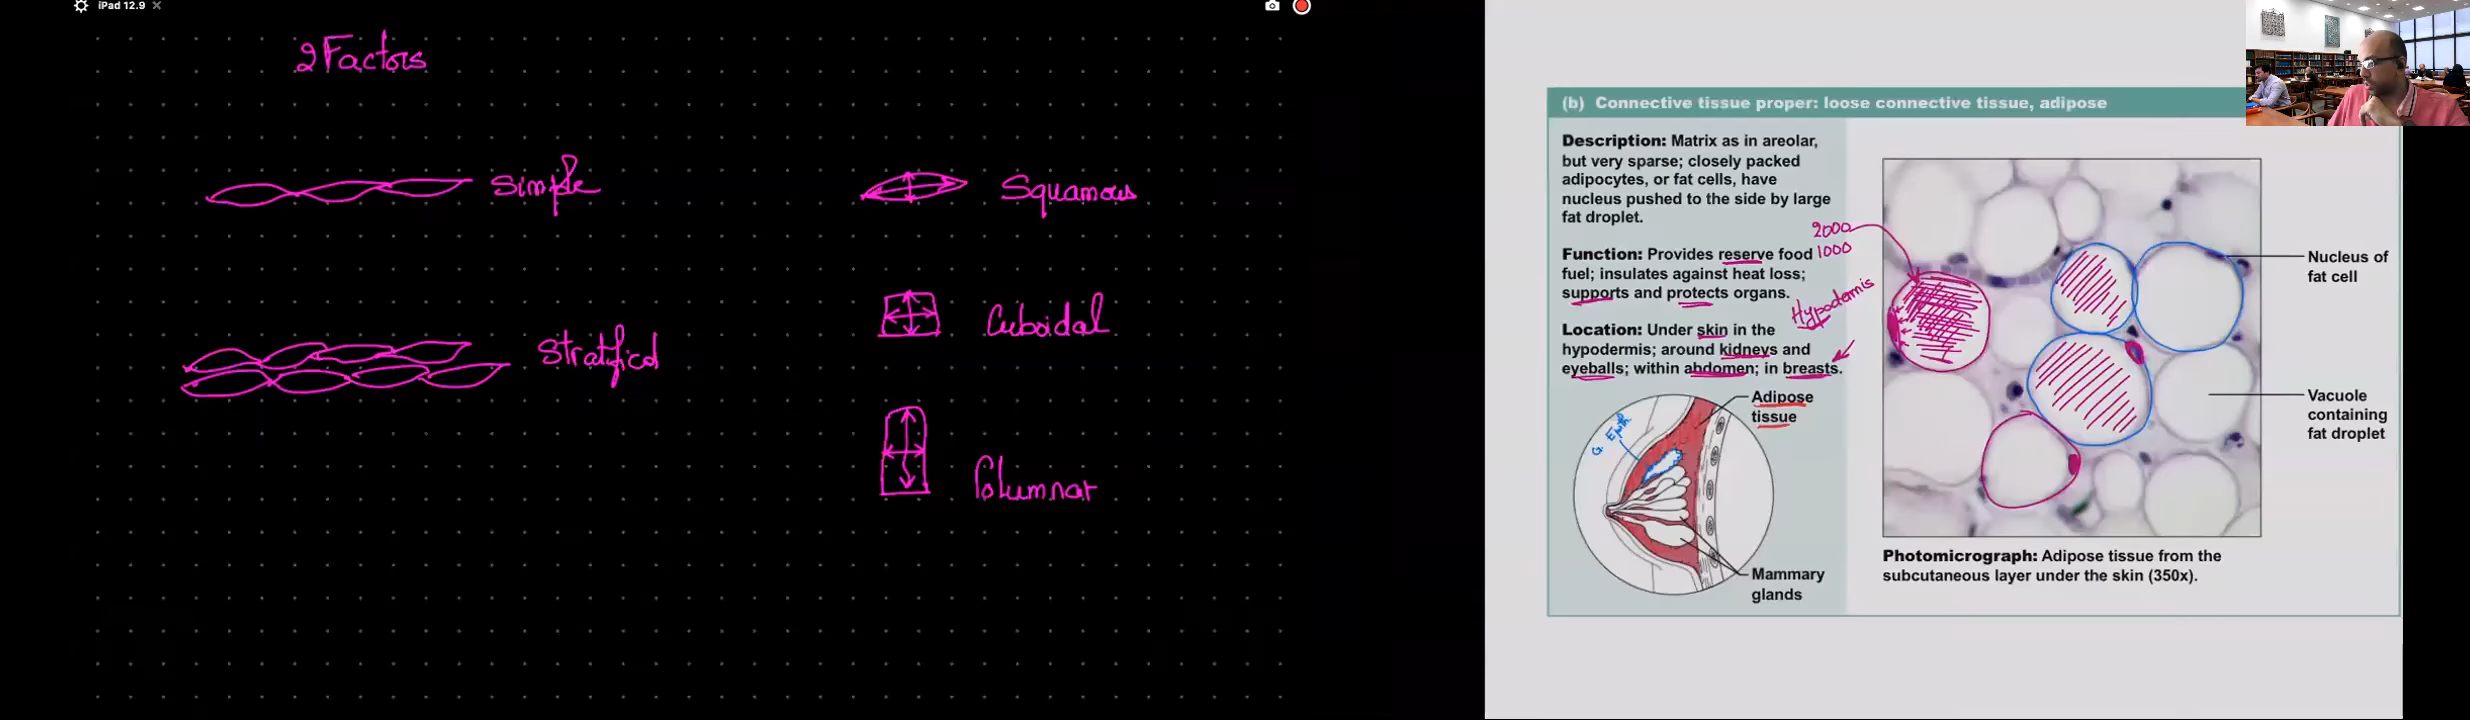 iPad 12.9
2 Factors
Simple
Stratified
Squamous
Cuboidal
Columnar
(b) Connective tissue proper: loose connective tissue, adipose
Description: Matrix as in areolar,
but very sparse; closely packed
adipocytes, or fat cells, have
nucleus pushed to the side by large
fat droplet.
2000
Function: Provides reserve food 1000
fuel; insulates against heat loss;
supports and protects organs.
Hypodermis
Location: Under skin in the
hypodermis; around kidneys and
eyeballs; within abdomen; in breasts.
Adipose
tissue
G. Epith
Mammary
glands
Nucleus of
fat cell
Vacuole
containing
fat droplet
Photomicrograph: Adipose tissue from the
subcutaneous layer under the skin (350x).